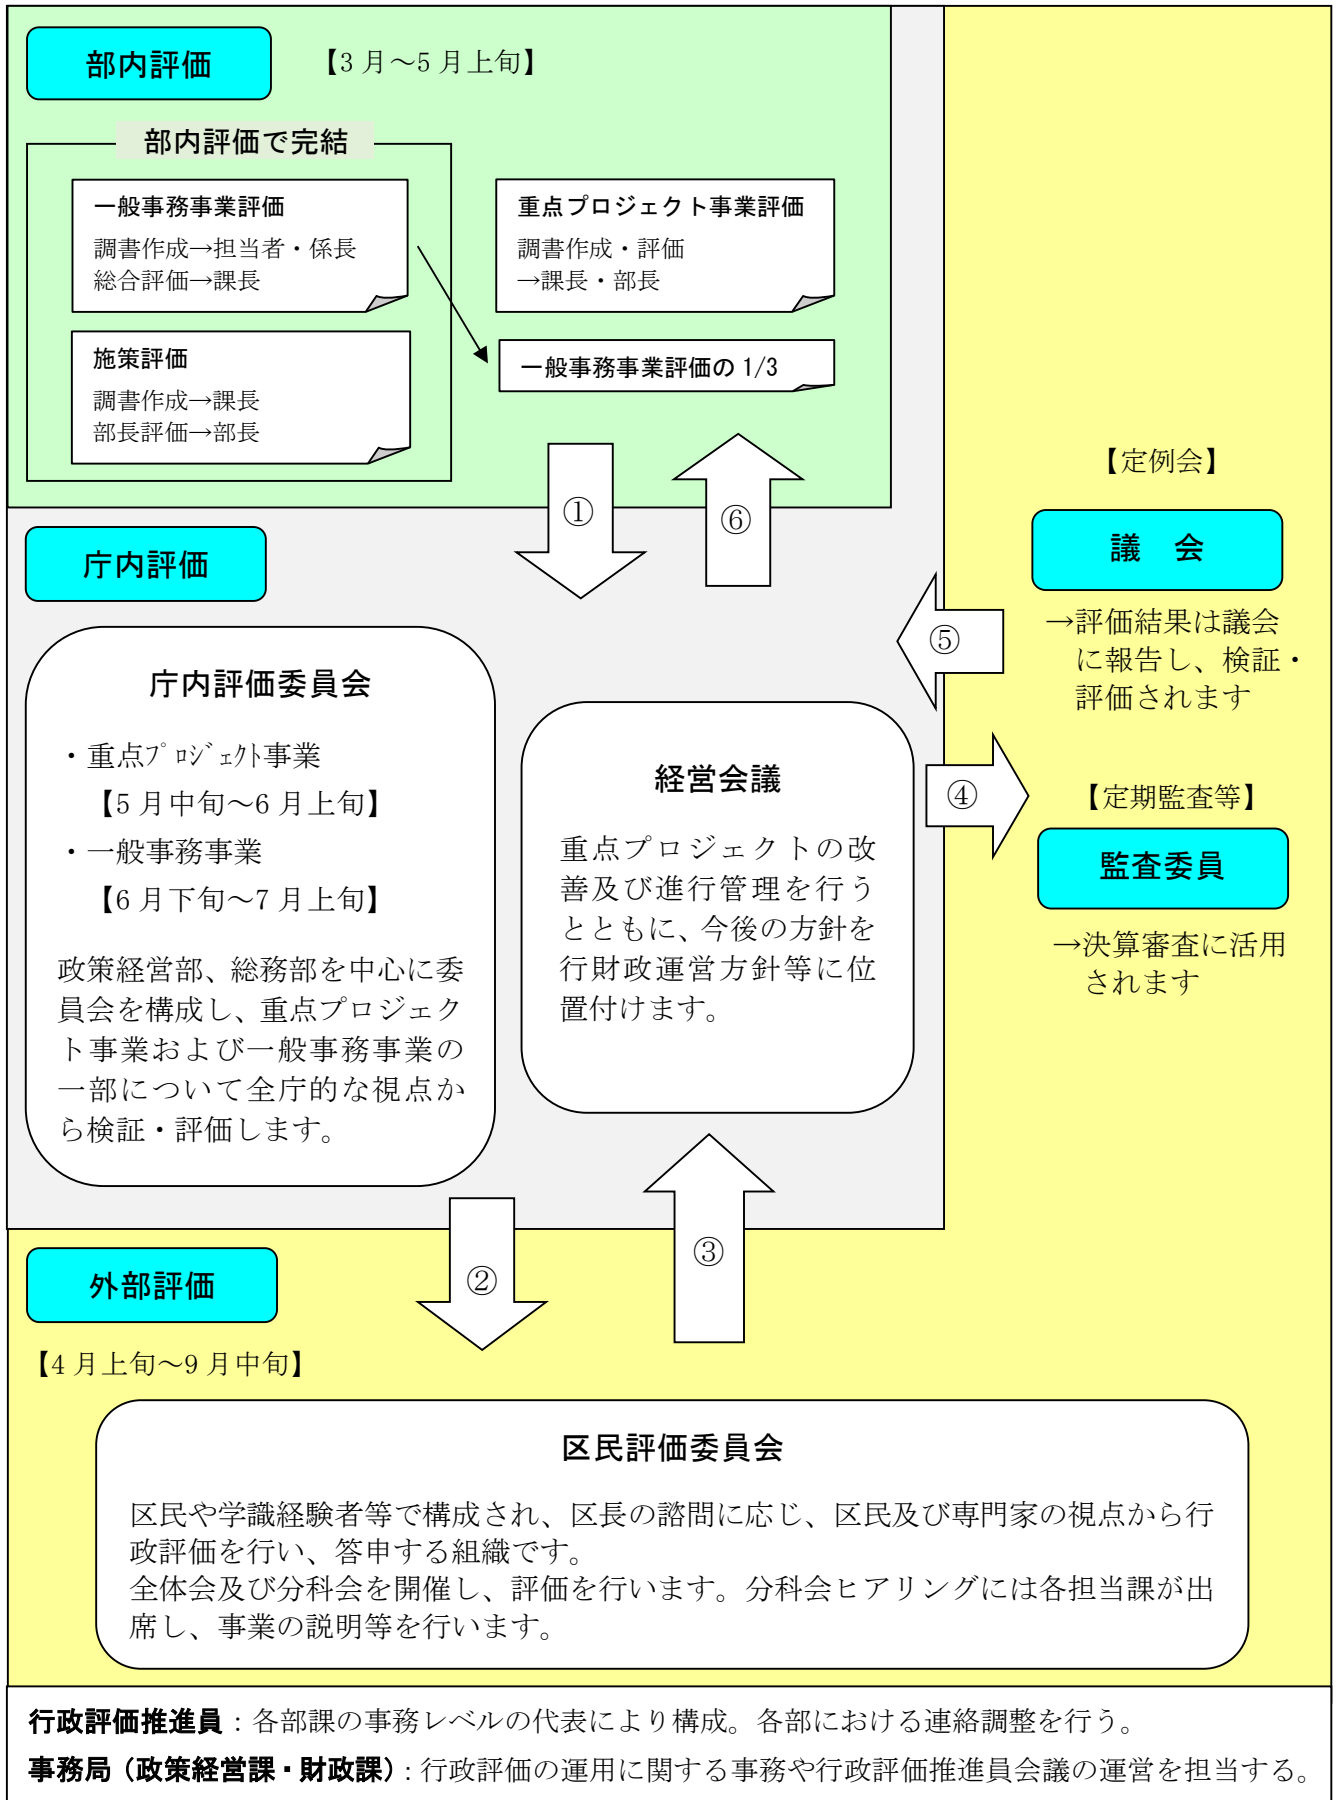 部内評価
【3月～5月上旬】
部内評価で完結
一般事務事業評価
調書作成→担当者・係長
総合評価→課長
重点プロジェクト事業評価
調書作成・評価
→課長・部長
施策評価
調書作成→課長
部長評価→部長
一般事務事業評価の 1/3
①
⑥
【定例会】
議　会
→評価結果は議会
に報告し、検証・
評価されます
⑤
庁内評価
庁内評価委員会
・重点ﾌﾟﾛｼﾞｪｸﾄ事業
【5月中旬～6月上旬】
・一般事務事業
【6月下旬～7月上旬】
政策経営部、総務部を中心に委
員会を構成し、重点プロジェク
ト事業および一般事務事業の
一部について全庁的な視点か
ら検証・評価します。
経営会議
重点プロジェクトの改
善及び進行管理を行う
とともに、今後の方針を
行財政運営方針等に位
置付けます。
④
【定期監査等】
監査委員
→決算審査に活用
されます
②
③
外部評価
【4月上旬～9月中旬】
区民評価委員会
区民や学識経験者等で構成され、区長の諮問に応じ、区民及び専門家の視点から行
政評価を行い、答申する組織です。
全体会及び分科会を開催し、評価を行います。分科会ヒアリングには各担当課が出
席し、事業の説明等を行います。
行政評価推進員：各部課の事務レベルの代表により構成。各部における連絡調整を行う。
事務局（政策経営課・財政課）：行政評価の運用に関する事務や行政評価推進員会議の運営を担当する。